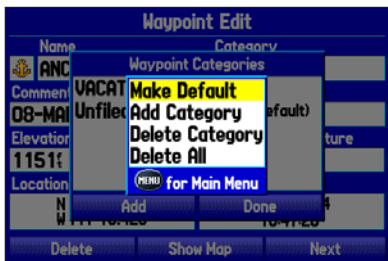 Waypoint Edit
Name Category
ANC
Waypoint Categories
Comment
VACAT
08-MA
Unfiled
efault)
Make Default
Add Category
Delete Category
Delete All
MENU for Main Menu
Elevation
ture
1151
Location
N
W
Add Done
Delete Show Map Next